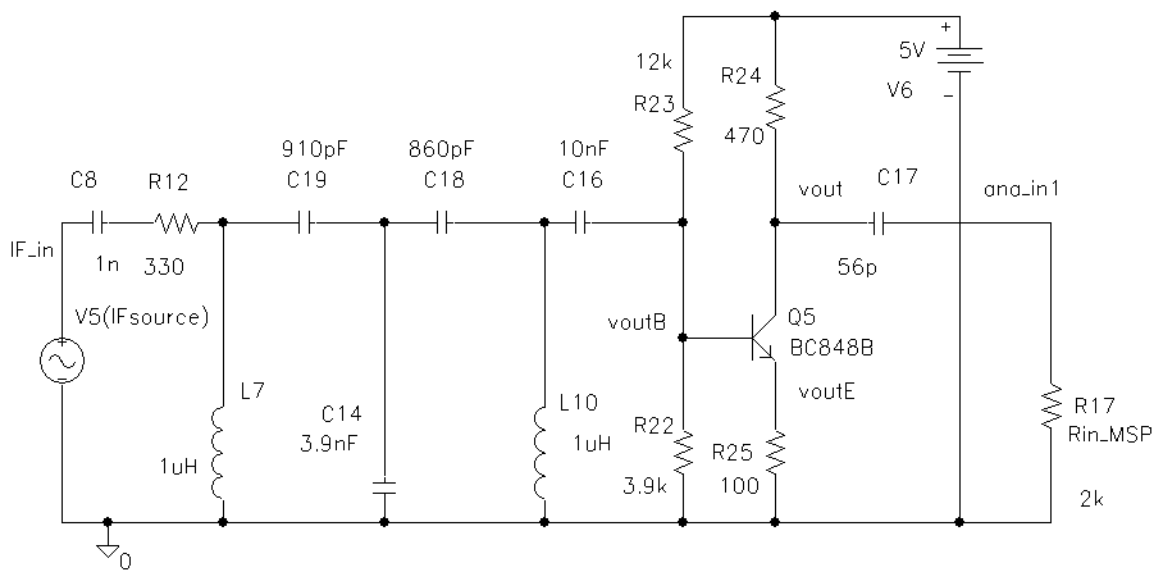 +
5V
V6
-
12k
R23
R24
470
910pF
C19
860pF
C18
10nF
C16
C8
R12
1n
330
IF_in
V5(IFsource)
+
-
vout
C17
ana_in1
56p
voutB
Q5
BC848B
voutE
L7
1uH
C14
3.9nF
L10
1uH
R22
3.9k
R25
100
R17
Rin_MSP
2k
0